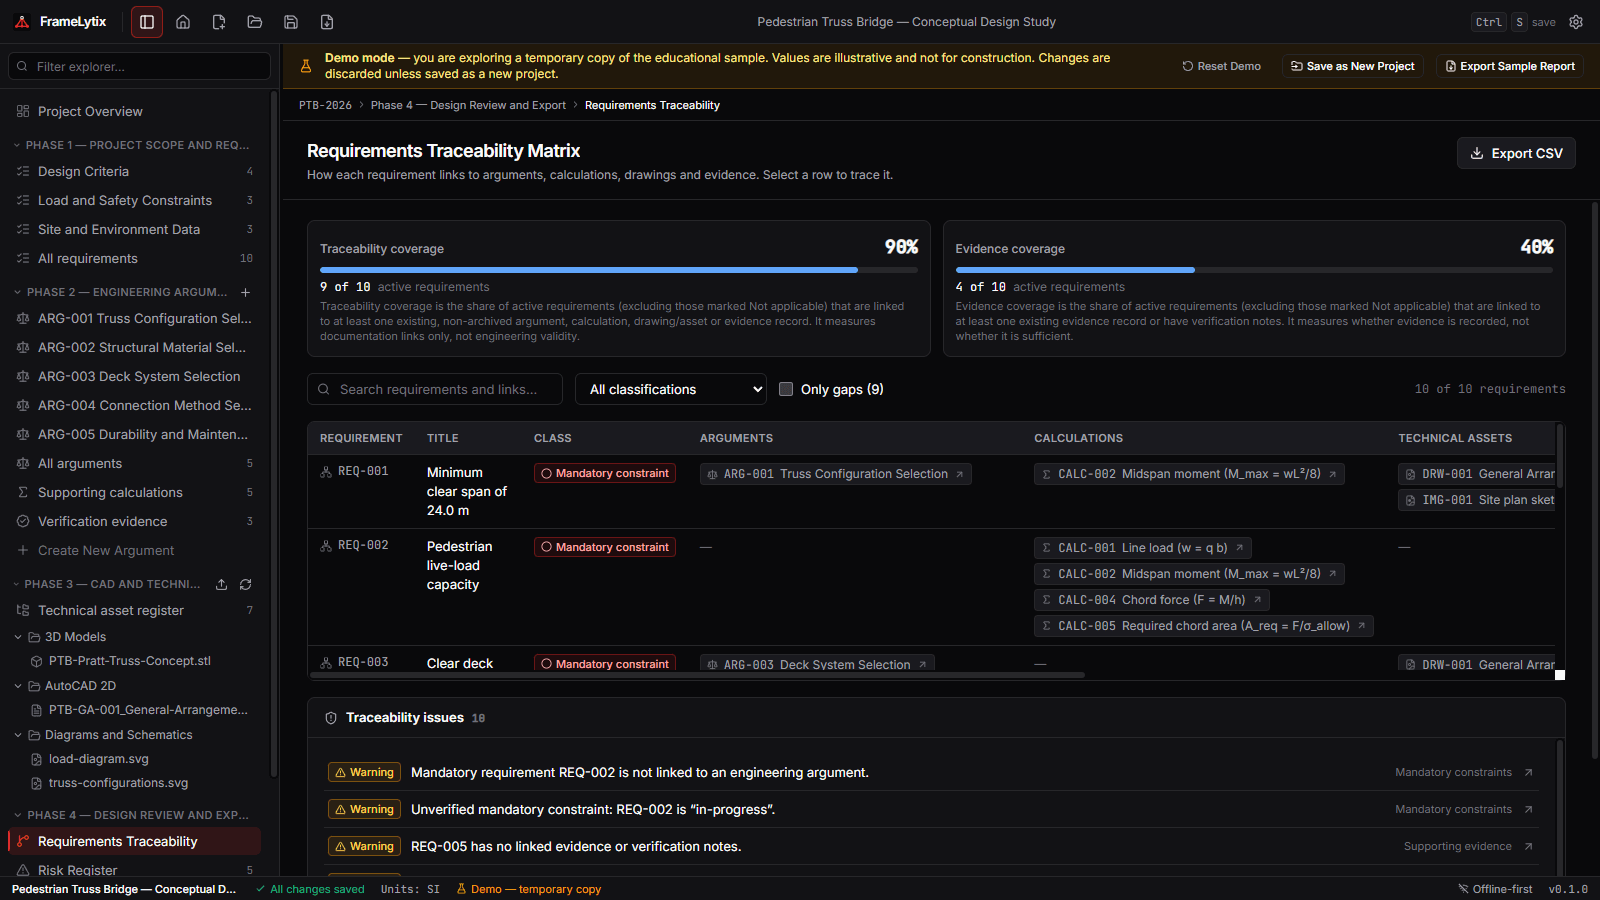 FrameLytix
Pedestrian Truss Bridge — Conceptual Design Study
Ctrl S save
Filter explorer...
Project Overview
PHASE 1 — PROJECT SCOPE AND REQ...
Design Criteria 4
Load and Safety Constraints 3
Site and Environment Data 3
All requirements 10
PHASE 2 — ENGINEERING ARGUM...
ARG-001 Truss Configuration Sel...
ARG-002 Structural Material Sel...
ARG-003 Deck System Selection
ARG-004 Connection Method Se...
ARG-005 Durability and Mainten...
All arguments 5
Supporting calculations 5
Verification evidence 3
Create New Argument
PHASE 3 — CAD AND TECHNI...
Technical asset register 7
3D Models
PTB-Pratt-Truss-Concept.stl
AutoCAD 2D
PTB-GA-001_General-Arrangeme...
Diagrams and Schematics
load-diagram.svg
truss-configurations.svg
PHASE 4 — DESIGN REVIEW AND EXP...
Requirements Traceability
Risk Register 5
Demo mode — you are exploring a temporary copy of the educational sample. Values are illustrative and not for construction. Changes are
discarded unless saved as a new project.
Reset Demo
Save as New Project
Export Sample Report
PTB-2026 › Phase 4 — Design Review and Export › Requirements Traceability
Requirements Traceability Matrix
How each requirement links to arguments, calculations, drawings and evidence. Select a row to trace it.
Export CSV
Traceability coverage 90%
9 of 10 active requirements
Traceability coverage is the share of active requirements (excluding those marked Not applicable) that are linked
to at least one existing, non-archived argument, calculation, drawing/asset or evidence record. It measures
documentation links only, not engineering validity.
Evidence coverage 40%
4 of 10 active requirements
Evidence coverage is the share of active requirements (excluding those marked Not applicable) that are linked to
at least one existing evidence record or have verification notes. It measures whether evidence is recorded, not
whether it is sufficient.
Search requirements and links...
All classifications
Only gaps (9)
10 of 10 requirements
REQUIREMENT TITLE CLASS ARGUMENTS CALCULATIONS TECHNICAL ASSETS
REQ-001
Minimum
clear span of
24.0 m
Mandatory constraint
ARG-001 Truss Configuration Selection
CALC-002 Midspan moment (M_max = wL²/8)
DRW-001 General Arrar
IMG-001 Site plan sket
REQ-002
Pedestrian
live-load
capacity
Mandatory constraint
—
CALC-001 Line load (w = q b)
CALC-002 Midspan moment (M_max = wL²/8)
CALC-004 Chord force (F = M/h)
CALC-005 Required chord area (A_req = F/σ_allow)
—
REQ-003
Clear deck
Mandatory constraint
ARG-003 Deck System Selection
—
DRW-001 General Arrar
Traceability issues 10
Warning Mandatory requirement REQ-002 is not linked to an engineering argument. Mandatory constraints
Warning Unverified mandatory constraint: REQ-002 is “in-progress”. Mandatory constraints
Warning REQ-005 has no linked evidence or verification notes. Supporting evidence
Pedestrian Truss Bridge — Conceptual D... All changes saved Units: SI Demo — temporary copy Offline-first v0.1.0